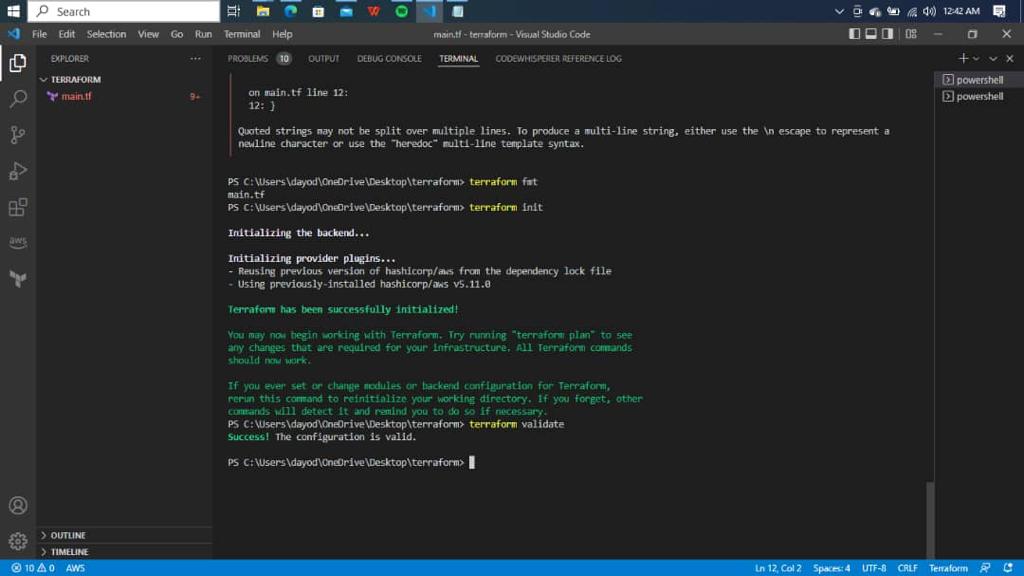 Search
12:42 AM
File Edit Selection View Go Run Terminal Help
main.tf - terraform - Visual Studio Code
EXPLORER
TERRAFORM
main.tf 9+
OUTLINE
TIMELINE
PROBLEMS 10 OUTPUT DEBUG CONSOLE TERMINAL CODEWHISPERER REFERENCE LOG
on main.tf line 12:
12: }
Quoted strings may not be split over multiple lines. To produce a multi-line string, either use the \n escape to represent a
newline character or use the "heredoc" multi-line template syntax.
PS C:\Users\dayod\OneDrive\Desktop\terraform> terraform fmt
main.tf
PS C:\Users\dayod\OneDrive\Desktop\terraform> terraform init
Initializing the backend...
Initializing provider plugins...
- Reusing previous version of hashicorp/aws from the dependency lock file
- Using previously-installed hashicorp/aws v5.11.0
Terraform has been successfully initialized!
You may now begin working with Terraform. Try running "terraform plan" to see
any changes that are required for your infrastructure. All Terraform commands
should now work.
If you ever set or change modules or backend configuration for Terraform,
rerun this command to reinitialize your working directory. If you forget, other
commands will detect it and remind you to do so if necessary.
PS C:\Users\dayod\OneDrive\Desktop\terraform> terraform validate
Success! The configuration is valid.
PS C:\Users\dayod\OneDrive\Desktop\terraform>
powershell
powershell
aws
10 0 AWS
Ln 12, Col 2 Spaces: 4 UTF-8 CRLF Terraform